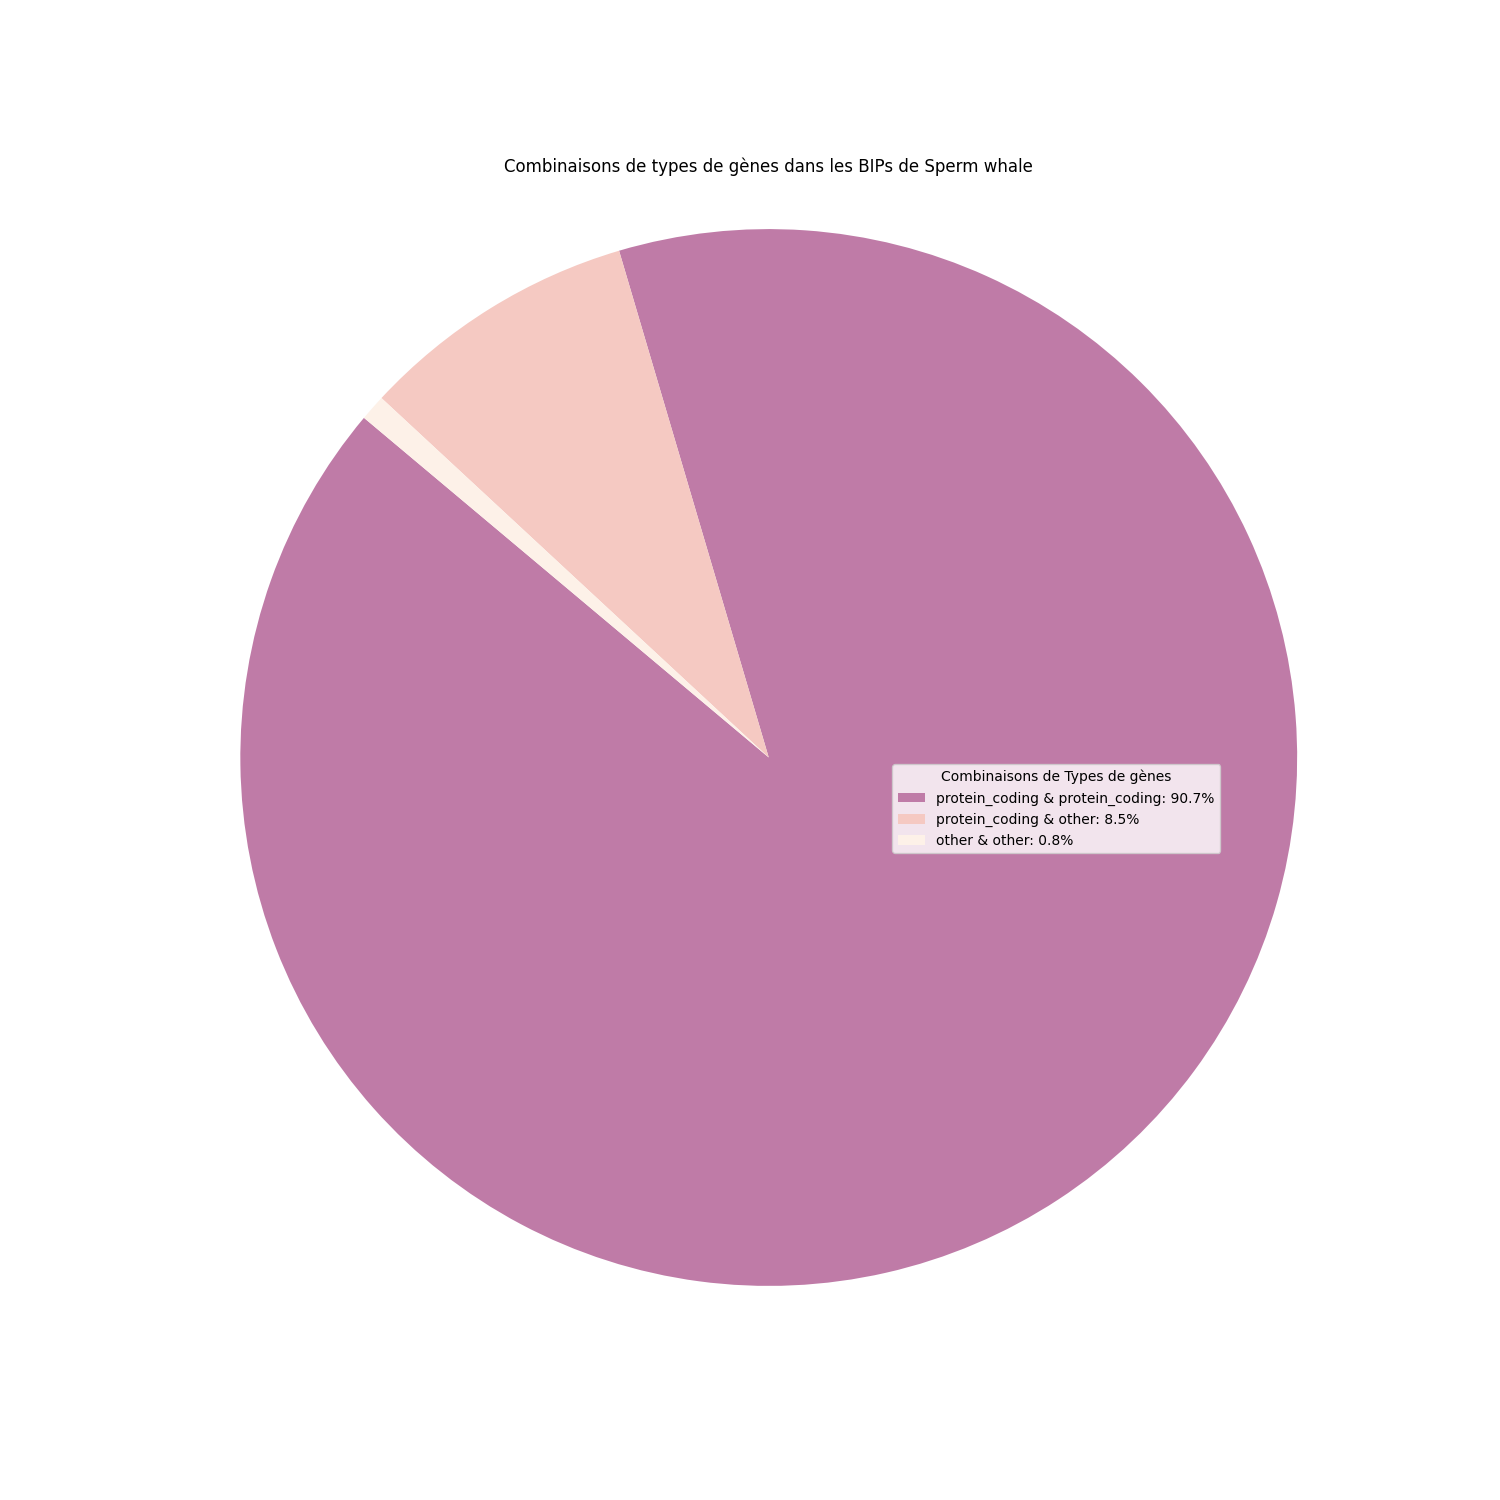 Combinaisons de types de gènes dans les BIPs de Sperm whale
Combinaisons de Types de gènes
protein_coding & protein_coding: 90.7%
protein_coding & other: 8.5%
other & other: 0.8%